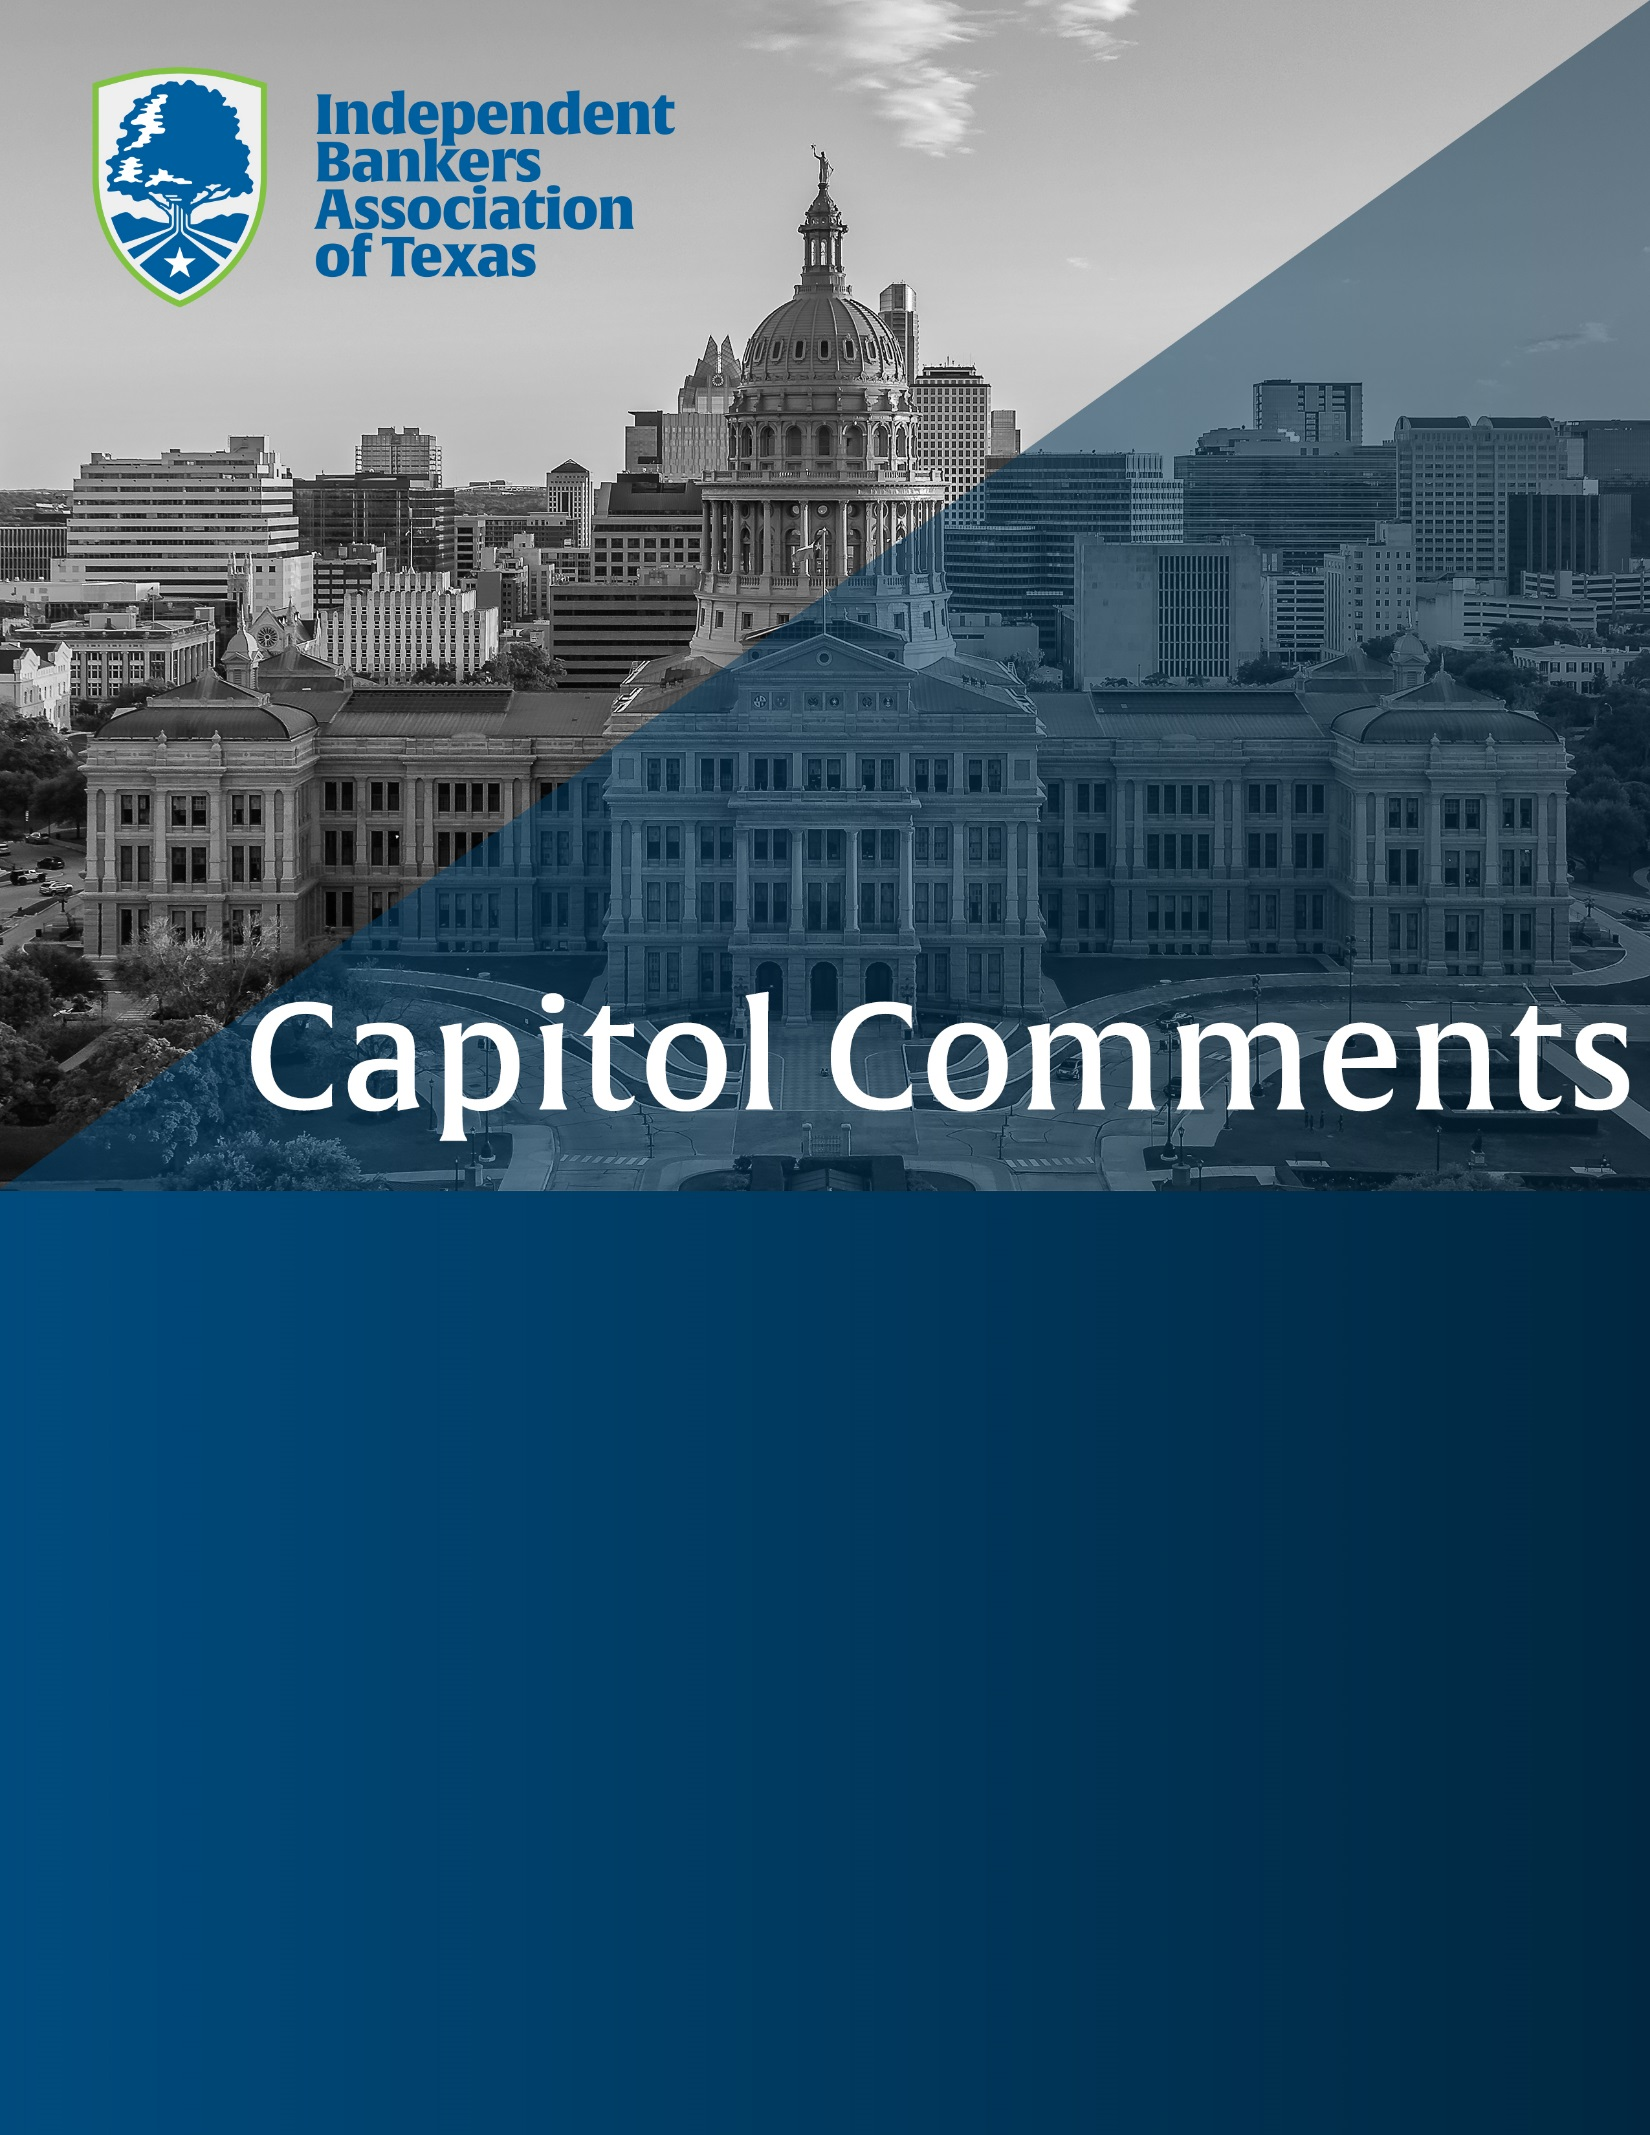 Independent
Bankers
Association
of Texas
Capitol Comments